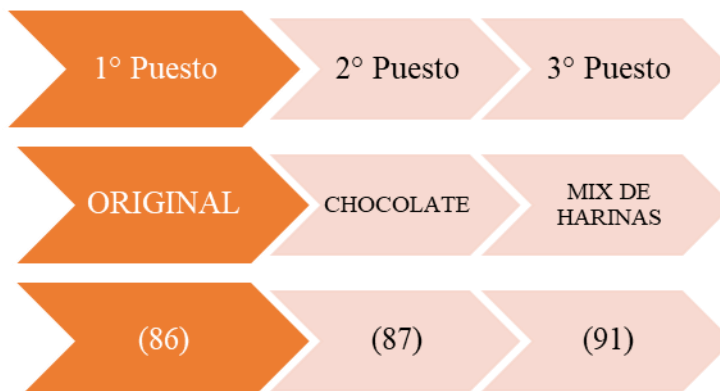 1° Puesto
2° Puesto
3° Puesto
ORIGINAL
CHOCOLATE
MIX DE
HARINAS
(86)
(87)
(91)